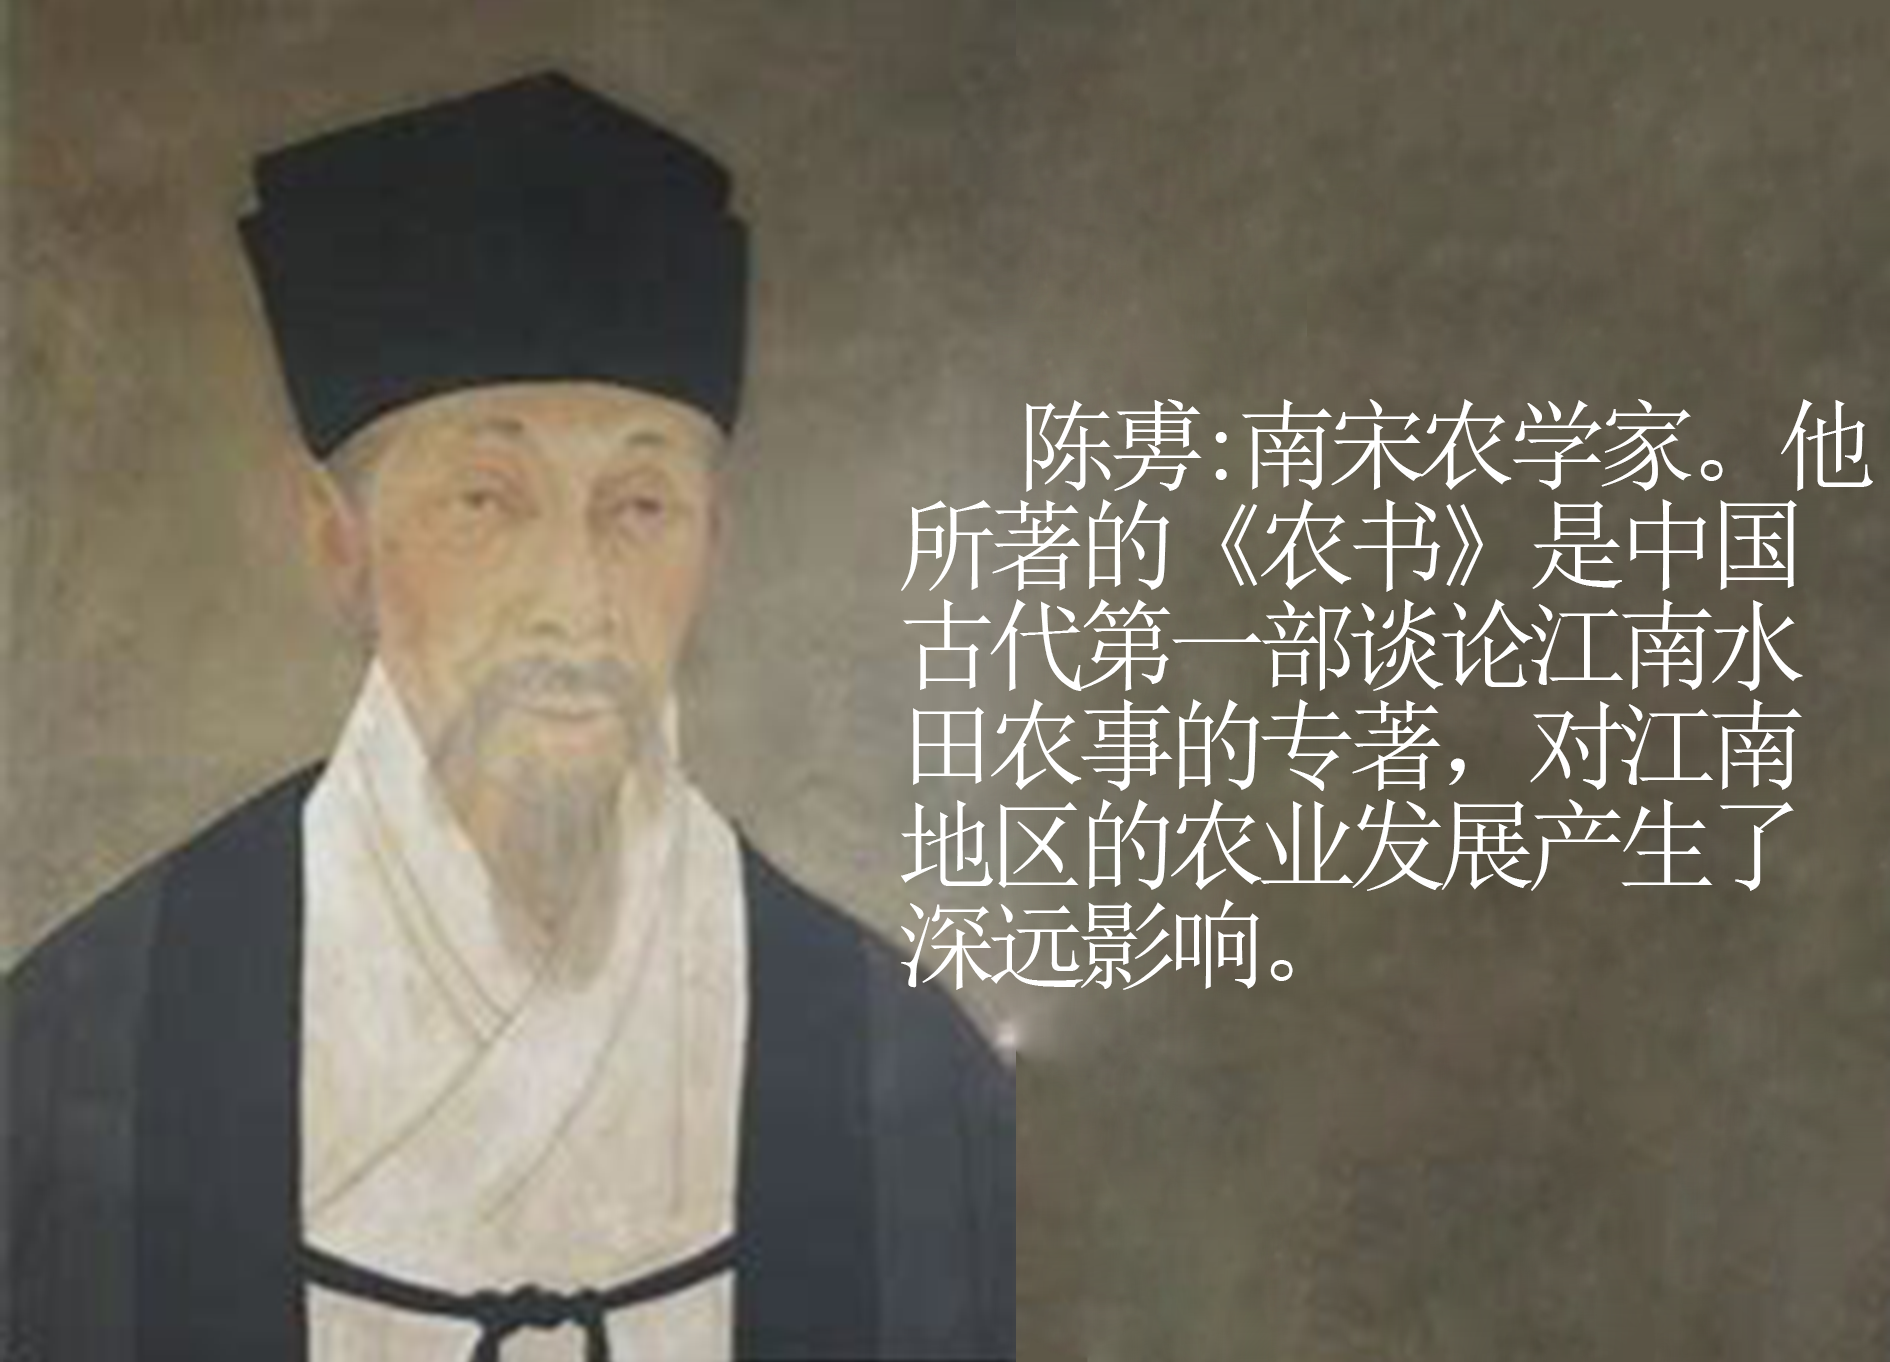 陈旉:南宋农学家。他
所著的《农书》是中国
古代第一部谈论江南水
田农事的专著，对江南
地区的农业发展产生了
深远影响。